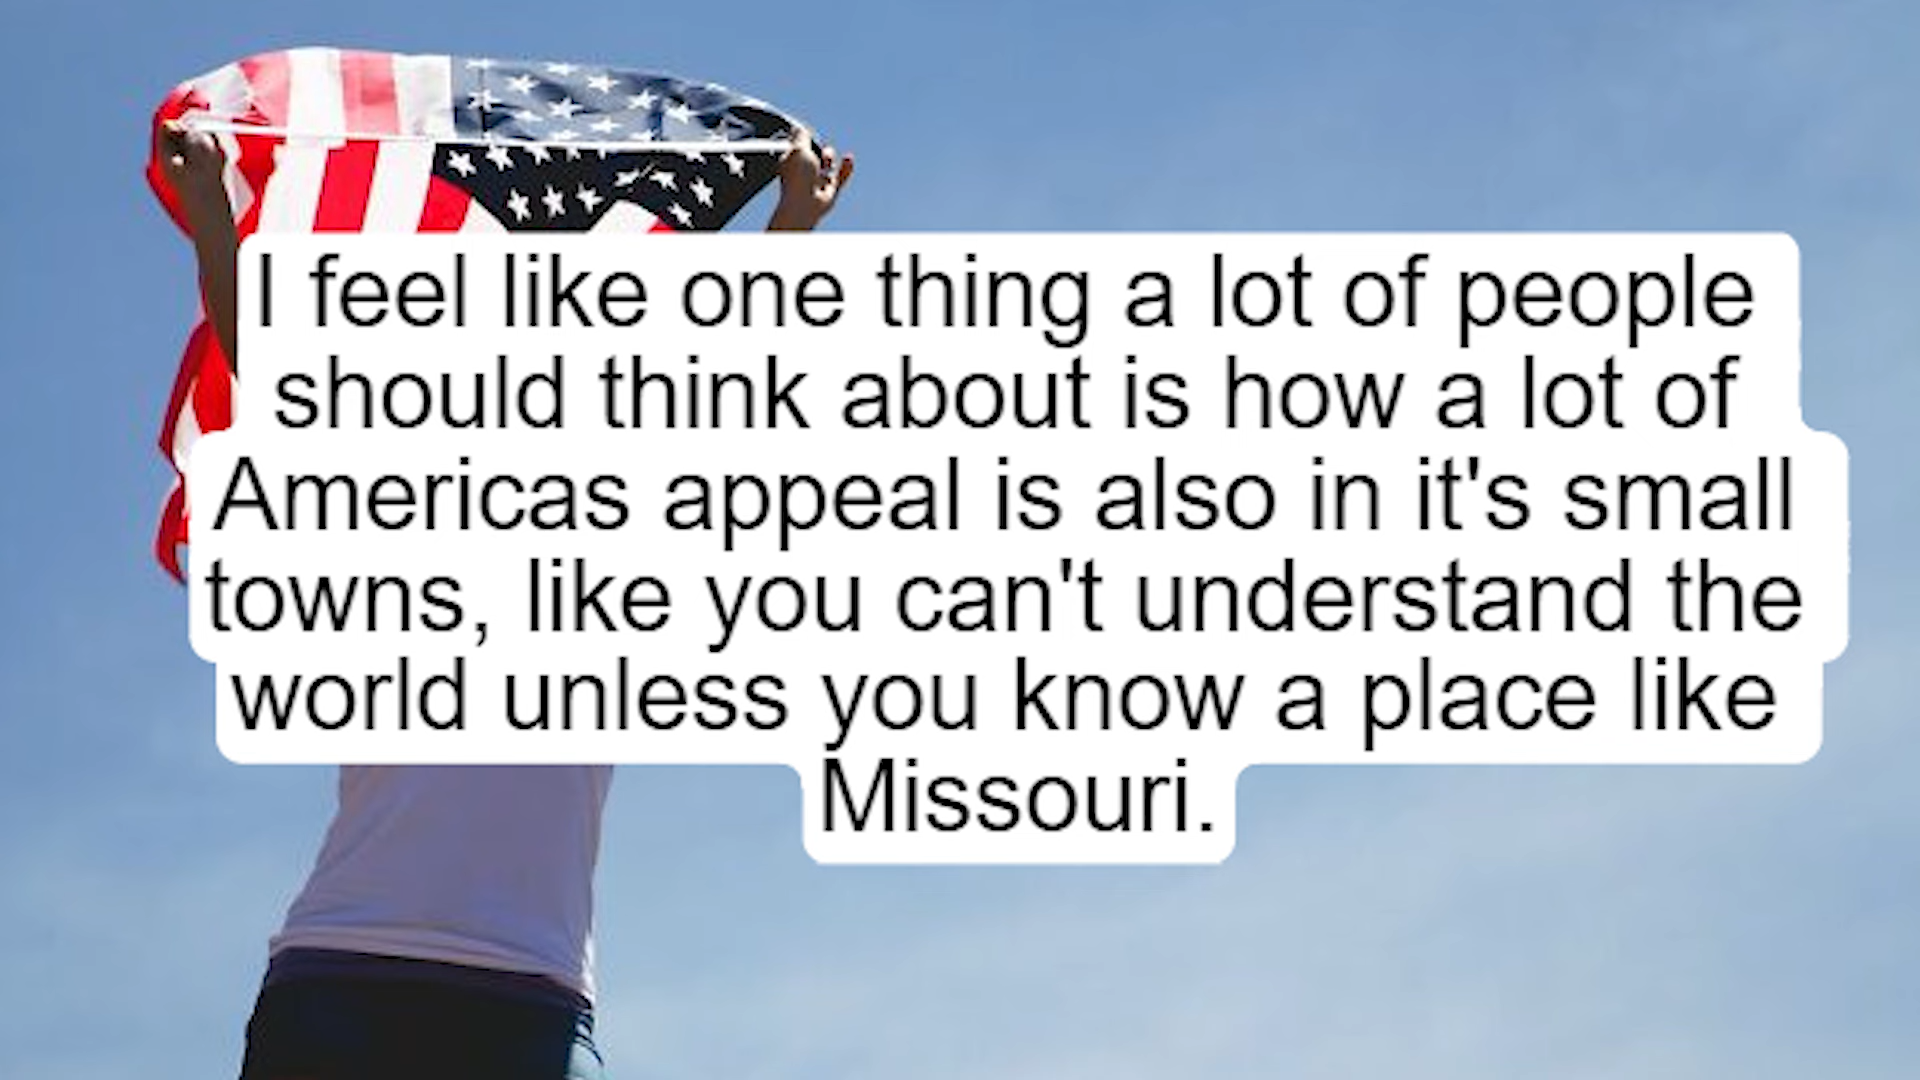 I feel like one thing a lot of people
should think about is how a lot of
Americas appeal is also in it's small
towns, like you can't understand the
world unless you know a place like
Missouri.